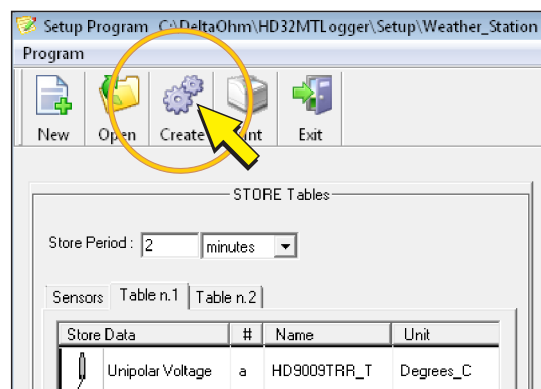 Setup Program C:\DeltaOhm\HD32MTLogger\Setup\Weather_Station
Program
New Open Create Print Exit
STORE Tables
Store Period : 2 minutes
Sensors Table n.1 Table n.2
Store Data # Name Unit
Unipolar Voltage a HD9009TRR_T Degrees_C